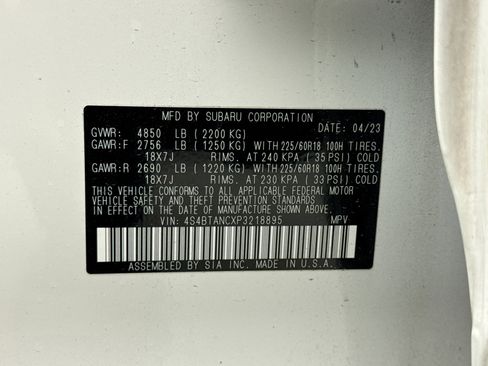 MFD BY SUBARU CORPORATION
DATE: 04/23
GVWR: 4850 LB (2200 KG)
GAWR:F 2756 LB (1250 KG) WITH 225/60R18 100H TIRES.
18X7J RIMS. AT 240 KPA (35 PSI) COLD
GAWR:R 2690 LB (1220 KG) WITH 225/60R18 100H TIRES.
18X7J RIMS. AT 230 KPA (33 PSI) COLD
THIS VEHICLE CONFORMS TO ALL APPLICABLE FEDERAL MOTOR
VEHICLE SAFETY AND THEFT PREVENTION STANDARDS
IN EFFECT ON THE DATE OF MANUFACTURE SHOWN ABOVE.
VIN: 4S4BTANCXP3218895 MPV
ASSEMBLED BY SIA INC. MADE IN U.S.A.